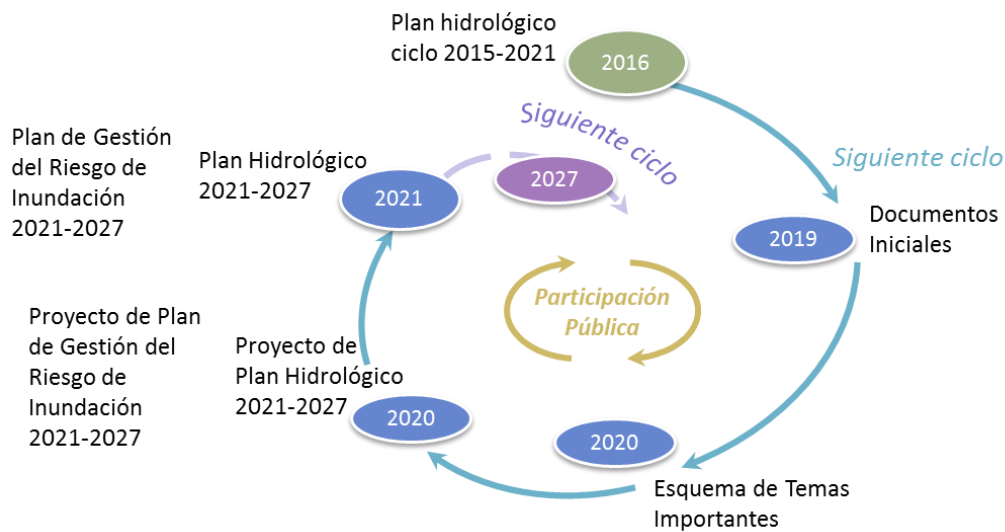 Plan hidrológico
ciclo 2015-2021
2016
Siguiente ciclo
Siguiente ciclo
2019
Documentos
Iniciales
2020
Esquema de Temas
Importantes
2020
Proyecto de
Plan Hidrológico
2021-2027
Proyecto de Plan
de Gestión del
Riesgo de
Inundación
2021-2027
2021
Plan Hidrológico
2021-2027
Plan de Gestión
del Riesgo de
Inundación
2021-2027
2027
Participación
Pública